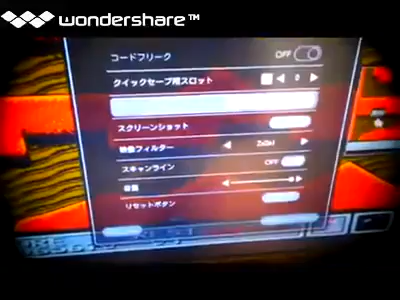 wondershare™
コードフリーク OFF
クイックセーブ用スロット 0
スクリーンショット
映像フィルター 2xSaI
スキャンライン OFF
音量
リセットボタン